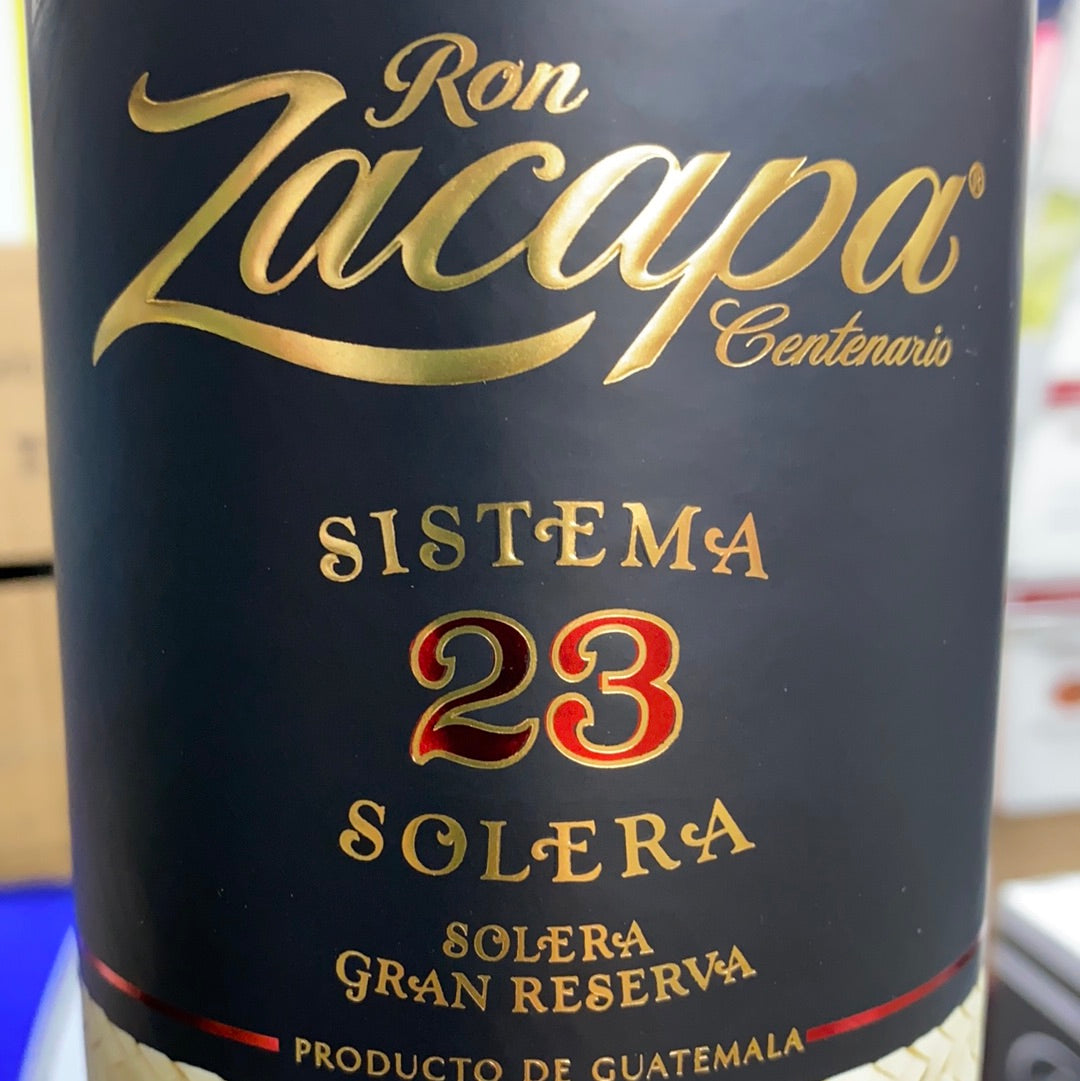 Ron
Zacapa®
Centenario
SISTEMA
23
SOLERA
SOLERA
GRAN RESERVA
PRODUCTO DE GUATEMALA